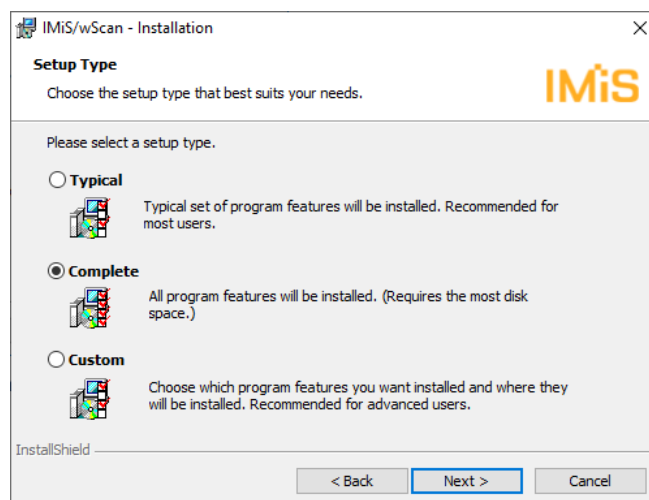 IMiS/wScan - Installation
Setup Type
Choose the setup type that best suits your needs.
IMiS
Please select a setup type.
Typical
Typical set of program features will be installed. Recommended for
most users.
Complete
All program features will be installed. (Requires the most disk
space.)
Custom
Choose which program features you want installed and where they
will be installed. Recommended for advanced users.
InstallShield
< Back
Next >
Cancel